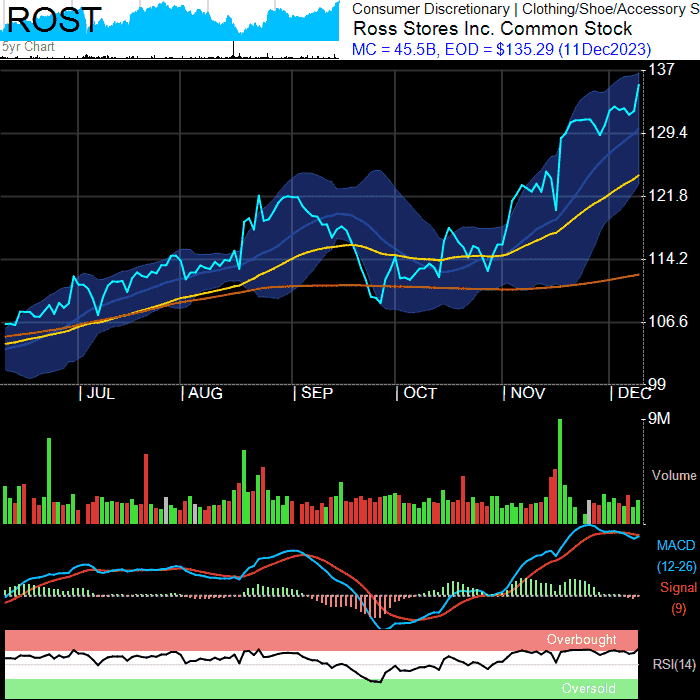 ROST
5yr Chart
Consumer Discretionary | Clothing/Shoe/Accessory S
Ross Stores Inc. Common Stock
MC = 45.5B, EOD = $135.29 (11Dec2023)
137
129.4
121.8
114.2
106.6
99
| JUL | AUG | SEP | OCT | NOV | DEC
9M
Volume
MACD
(12-26)
Signal
(9)
Overbought
RSI(14)
Oversold